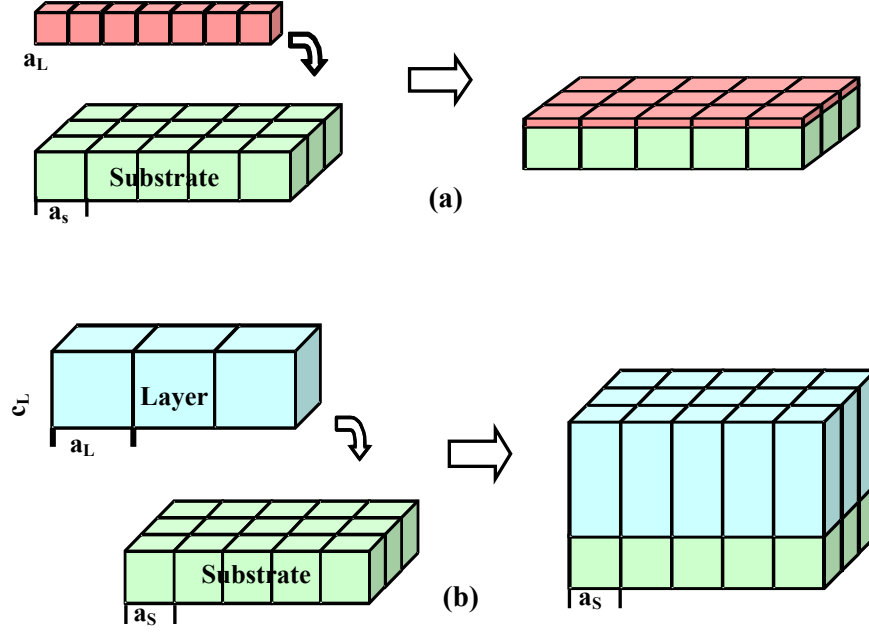 a_L
Substrate
a_s
(a)
c_L
Layer
a_L
Substrate
a_S
(b)
a_S